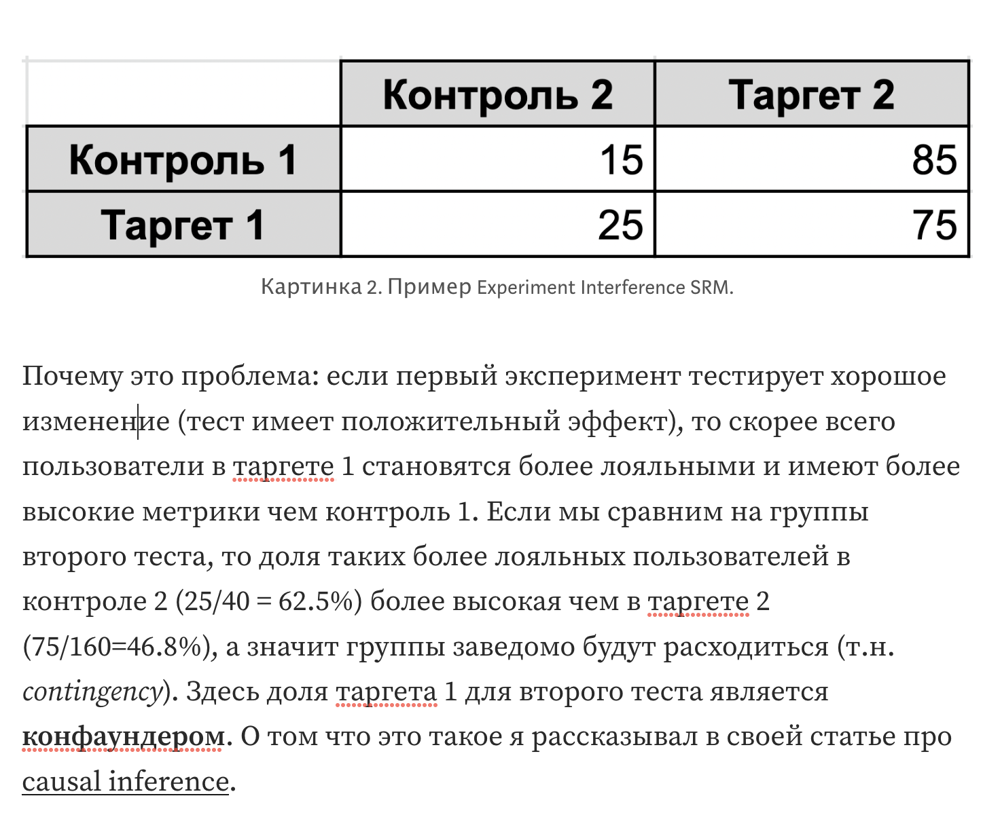 Контроль 2 Таргет 2
Контроль 1 15 85
Таргет 1 25 75
Картинка 2. Пример Experiment Interference SRM.
Почему это проблема: если первый эксперимент тестирует хорошее
изменение (тест имеет положительный эффект), то скорее всего
пользователи в таргете 1 становятся более лояльными и имеют более
высокие метрики чем контроль 1. Если мы сравним на группы
второго теста, то доля таких более лояльных пользователей в
контроле 2 (25/40 = 62.5%) более высокая чем в таргете 2
(75/160=46.8%), а значит группы заведомо будут расходиться (т.н.
contingency). Здесь доля таргета 1 для второго теста является
конфаундером. О том что это такое я рассказывал в своей статье про
causal inference.